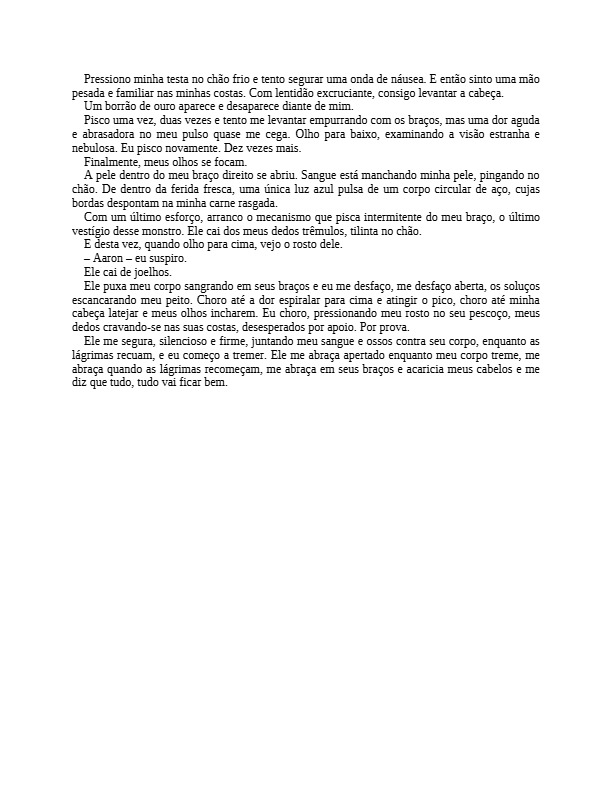 Pressiono minha testa no chão frio e tento segurar uma onda de náusea. E então sinto uma mão
pesada e familiar nas minhas costas. Com lentidão excruciante, consigo levantar a cabeça.
Um borrão de ouro aparece e desaparece diante de mim.
Pisco uma vez, duas vezes e tento me levantar empurrando com os braços, mas uma dor aguda
e abrasadora no meu pulso quase me cega. Olho para baixo, examinando a visão estranha e
nebulosa. Eu pisco novamente. Dez vezes mais.
Finalmente, meus olhos se focam.
A pele dentro do meu braço direito se abriu. Sangue está manchando minha pele, pingando no
chão. De dentro da ferida fresca, uma única luz azul pulsa de um corpo circular de aço, cujas
bordas despontam na minha carne rasgada.
Com um último esforço, arranco o mecanismo que pisca intermitente do meu braço, o último
vestígio desse monstro. Ele cai dos meus dedos trêmulos, tilinta no chão.
E desta vez, quando olho para cima, vejo o rosto dele.
– Aaron – eu suspiro.
Ele cai de joelhos.
Ele puxa meu corpo sangrando em seus braços e eu me desfaço, me desfaço aberta, os soluços
escancarando meu peito. Choro até a dor espiralar para cima e atingir o pico, choro até minha
cabeça latejar e meus olhos incharem. Eu choro, pressionando meu rosto no seu pescoço, meus
dedos cravando-se nas suas costas, desesperados por apoio. Por prova.
Ele me segura, silencioso e firme, juntando meu sangue e ossos contra seu corpo, enquanto as
lágrimas recuam, e eu começo a tremer. Ele me abraça apertado enquanto meu corpo treme, me
abraça quando as lágrimas recomeçam, me abraça em seus braços e acaricia meus cabelos e me
diz que tudo, tudo vai ficar bem.